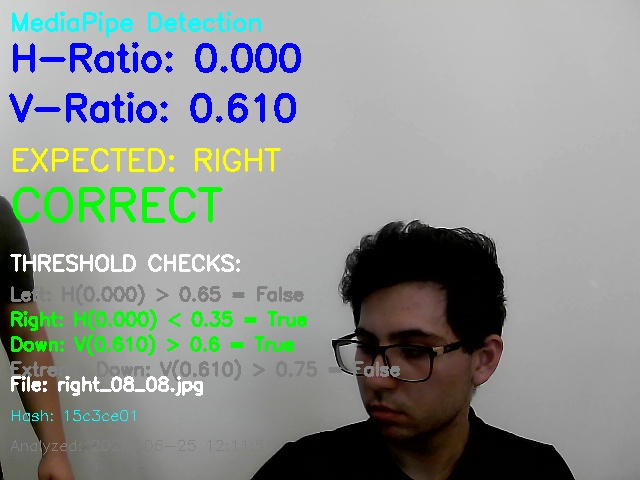 MediaPipe Detection
H-Ratio: 0.000
V-Ratio: 0.610
EXPECTED: RIGHT
CORRECT
THRESHOLD CHECKS:
Left: H(0.000) > 0.65 = False
Right: H(0.000) < 0.35 = True
Down: V(0.610) > 0.6 = True
Down: V(0.610) > 0.75 = False
File: right_08_08.jpg
Hash: 15c3ce01
Analyzed: